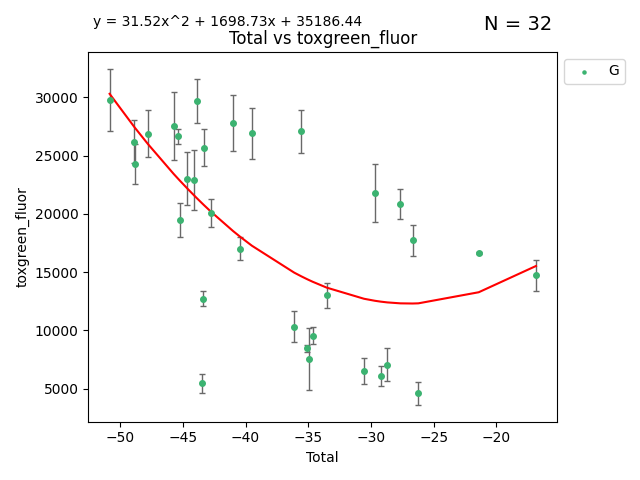 y = 31.52x^2 + 1698.73x + 35186.44
N = 32
Total vs toxgreen_fluor
G
30000
25000
20000
15000
10000
5000
toxgreen_fluor
−50
−45
−40
−35
−30
−25
−20
Total